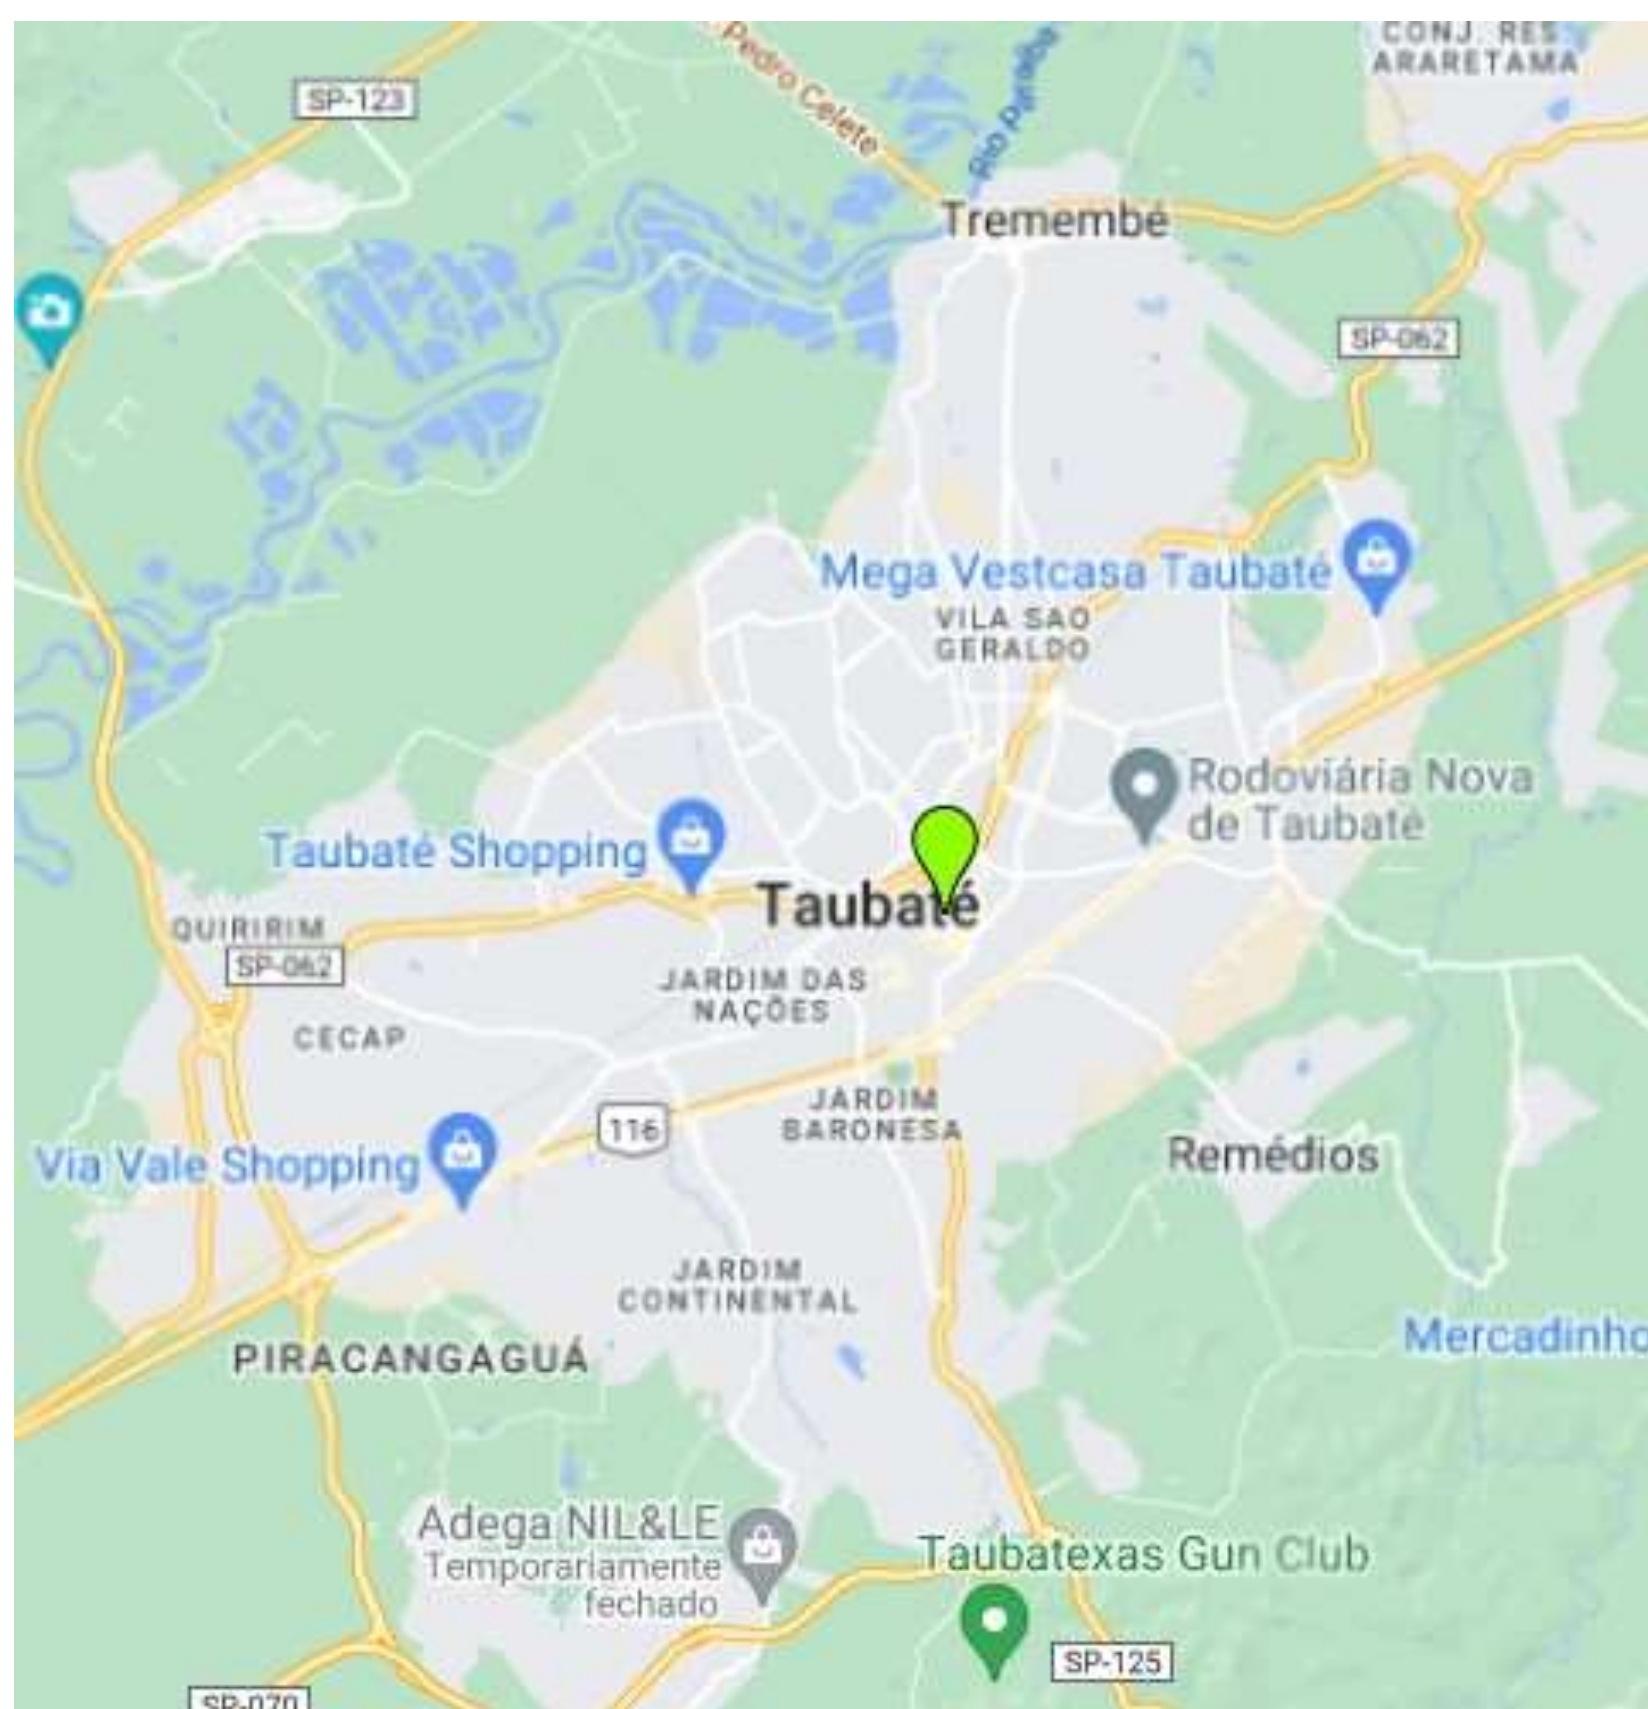 CONJ. RES
ARARETAMA
SP-123
Pedro Celete
Rio Paraíba
Tremembé
SP-062
Mega Vestcasa Taubaté
VILA SAO
GERALDO
Rodoviária Nova
de Taubaté
Taubaté Shopping
Taubaté
QUIRIRIM
SP-062
JARDIM DAS
NAÇÕES
CECAP
JARDIM
BARONESA
116
Via Vale Shopping
Remédios
JARDIM
CONTINENTAL
Mercadinho
PIRACANGAGUÁ
Adega NIL&LE
Temporariamente
fechado
Taubatexas Gun Club
SP-125
SP-070